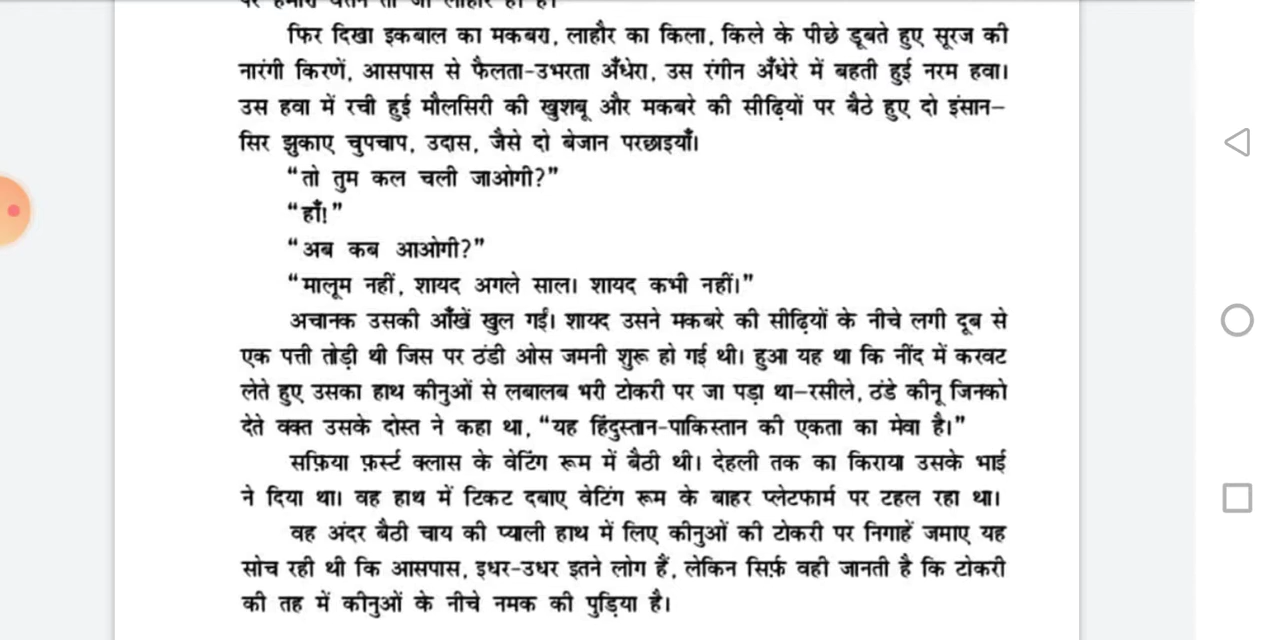 फिर दिखा इकबाल का मकबरा, लाहौर का किला, किले के पीछे डूबते हुए सूरज की
नारंगी किरणें, आसपास से फैलता-उभरता अँधेरा, उस रंगीन अँधेरे में बहती हुई नरम हवा।
उस हवा में रची हुई मौलसिरी की खुशबू और मकबरे की सीढ़ियों पर बैठे हुए दो इंसान–
सिर झुकाए चुपचाप, उदास, जैसे दो बेजान परछाइयाँ।
“तो तुम कल चली जाओगी?”
“हाँ!”
“अब कब आओगी?”
“मालूम नहीं, शायद अगले साल। शायद कभी नहीं।”
अचानक उसकी आँखें खुल गईं। शायद उसने मकबरे की सीढ़ियों के नीचे लगी दूब से
एक पत्ती तोड़ी थी जिस पर ठंडी ओस जमनी शुरू हो गई थी। हुआ यह था कि नींद में करवट
लेते हुए उसका हाथ कीनुओं से लबालब भरी टोकरी पर जा पड़ा था–रसीले, ठंडे कीनू जिनको
देते वक्त उसके दोस्त ने कहा था, “यह हिंदुस्तान-पाकिस्तान की एकता का मेवा है।”
सफ़िया फ़र्स्ट क्लास के वेटिंग रूम में बैठी थी। देहली तक का किराया उसके भाई
ने दिया था। वह हाथ में टिकट दबाए वेटिंग रूम के बाहर प्लेटफार्म पर टहल रहा था।
वह अंदर बैठी चाय की प्याली हाथ में लिए कीनुओं की टोकरी पर निगाहें जमाए यह
सोच रही थी कि आसपास, इधर-उधर इतने लोग हैं, लेकिन सिर्फ़ वही जानती है कि टोकरी
की तह में कीनुओं के नीचे नमक की पुड़िया है।